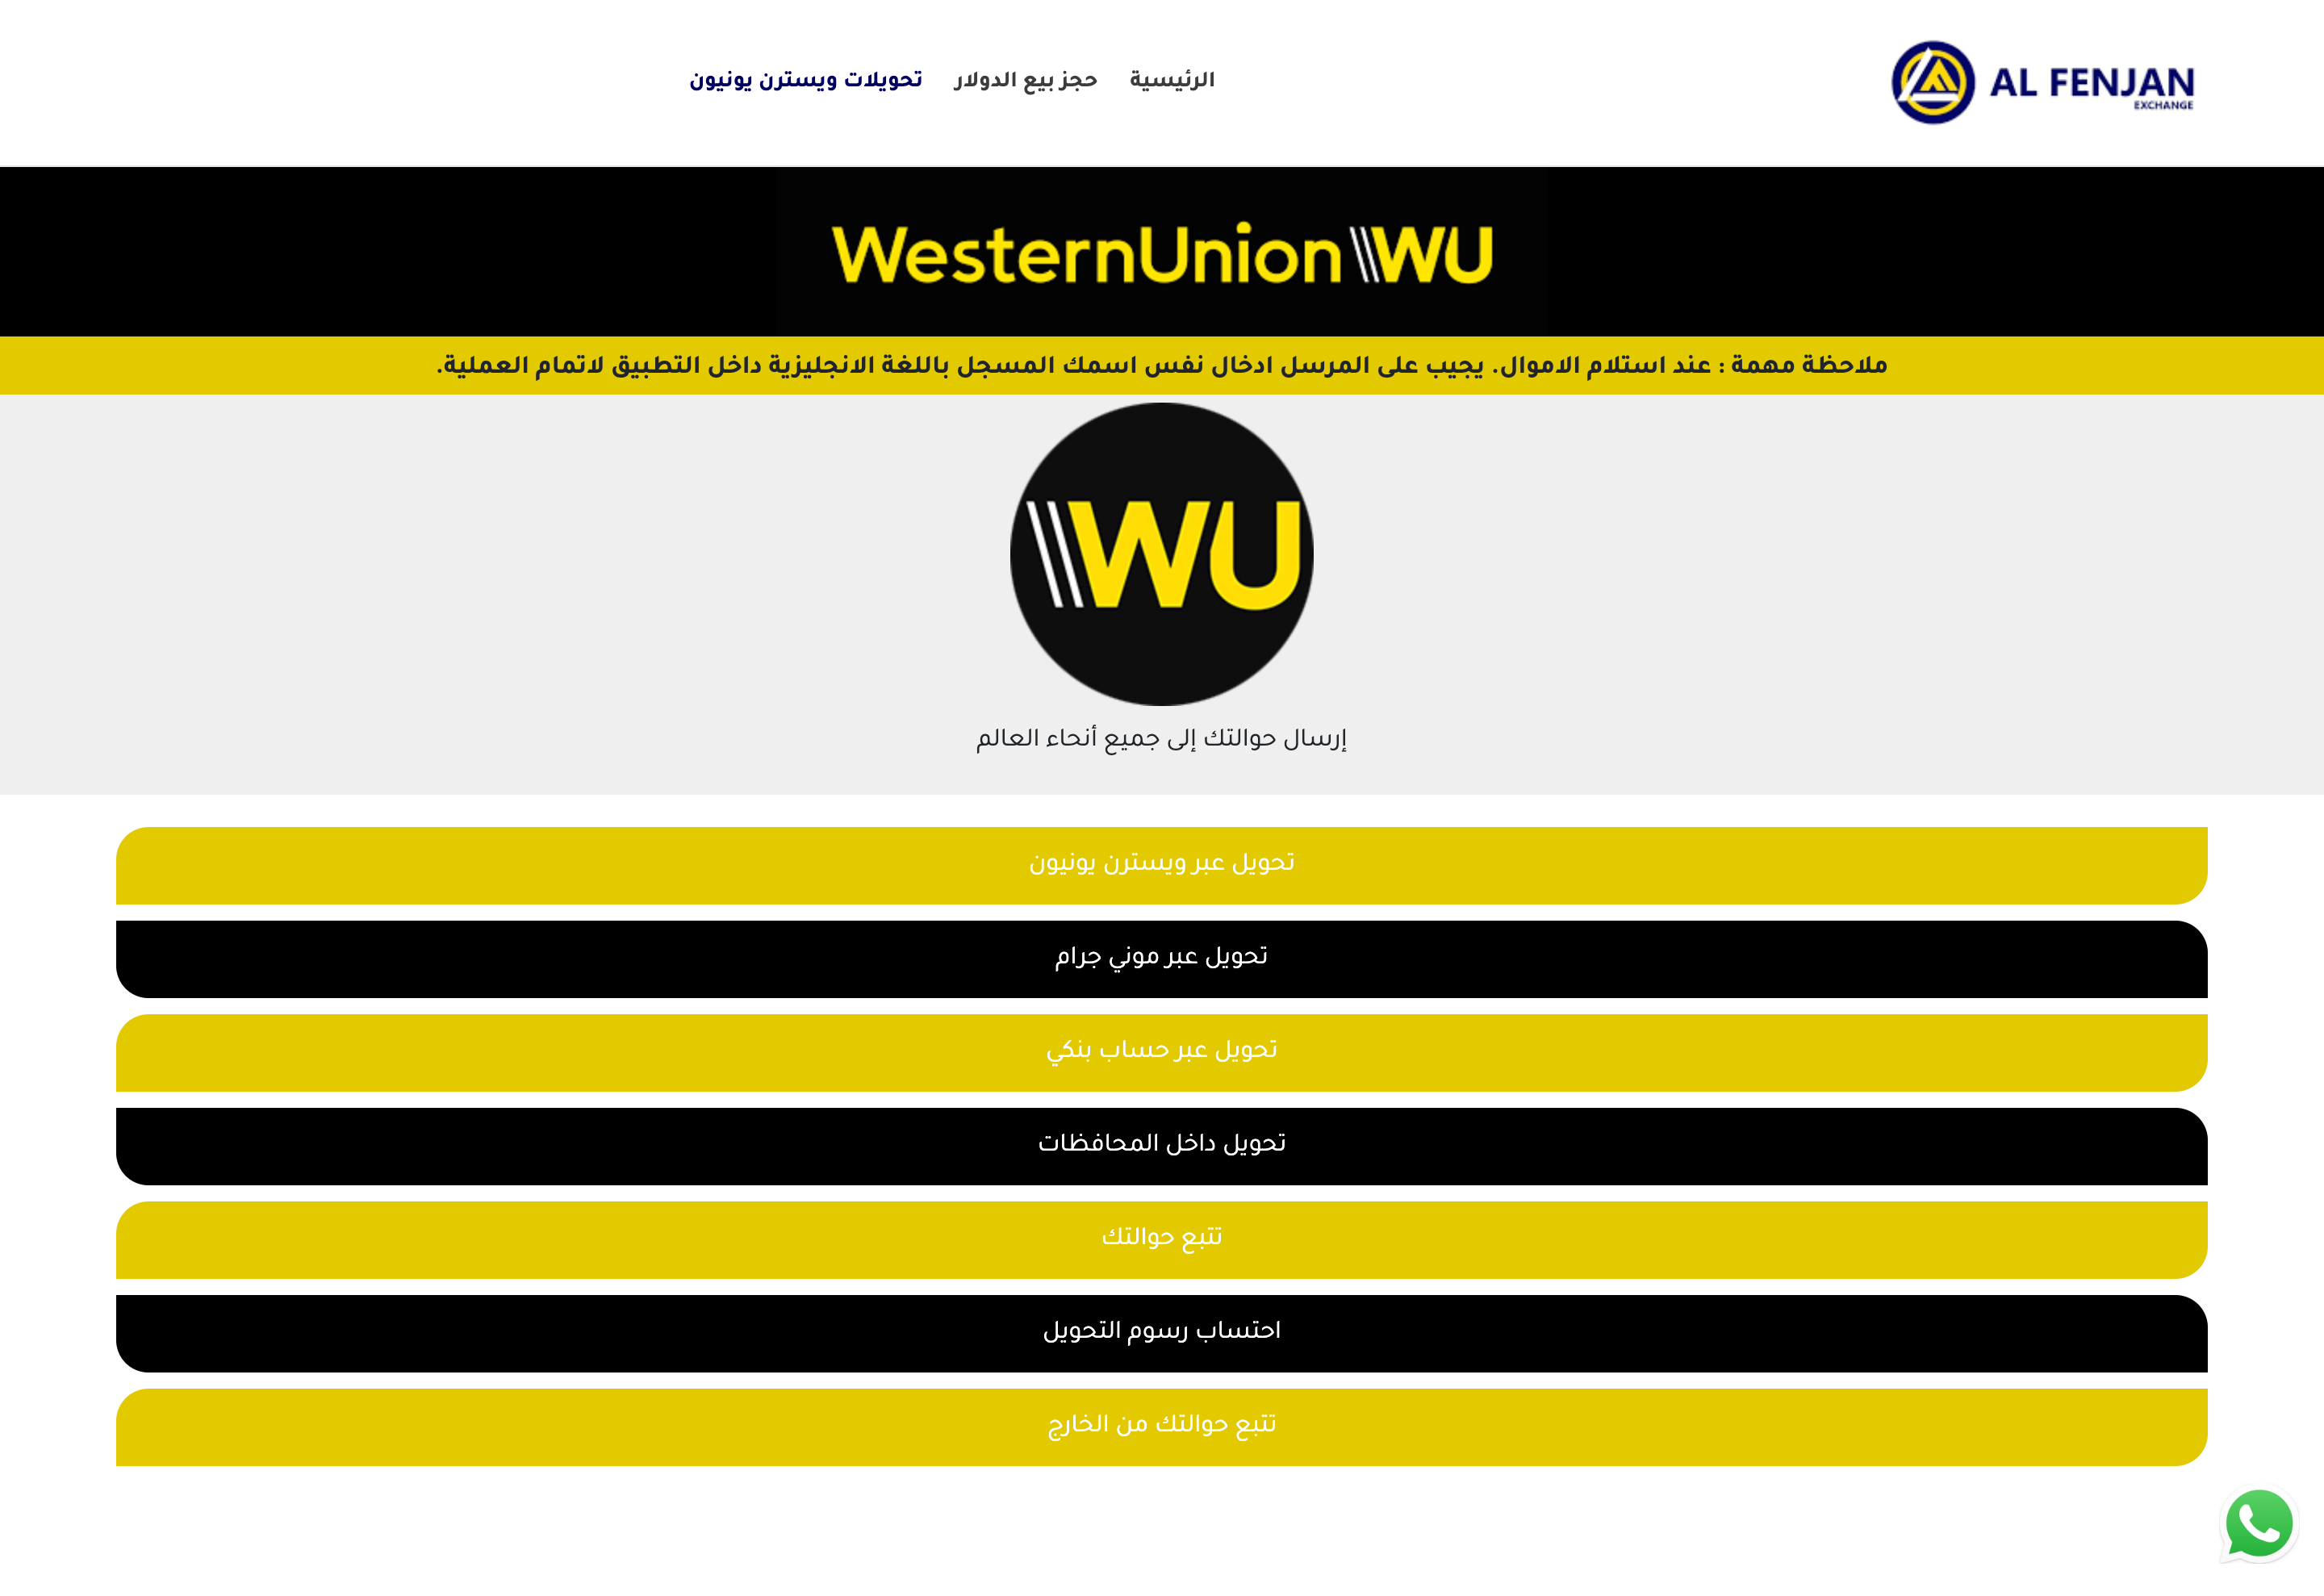 AL FENJAN
EXCHANGE
الرئيسية
حجز بيع الدولار
تحويلات ويسترن يونيون
WesternUnion WU
ملاحظة مهمة : عند استلام الاموال. يجيب على المرسل ادخال نفس اسمك المسجل باللغة الانجليزية داخل التطبيق لاتمام العملية.
WU
إرسال حوالتك إلى جميع أنحاء العالم
تحويل عبر ويسترن يونيون
تحويل عبر موني جرام
تحويل عبر حساب بنكي
تحويل داخل المحافظات
تتبع حوالتك
احتساب رسوم التحويل
تتبع حوالتك من الخارج